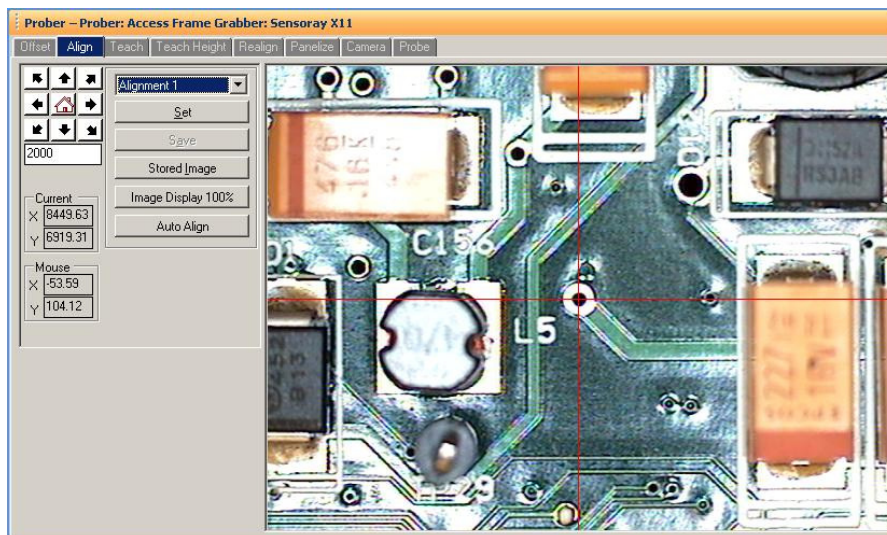 Prober – Prober: Access Frame Grabber: Sensoray X11
Offset Align Teach Teach Height Realign Panelize Camera Probe
Alignment 1
Set
Save
2000
Stored Image
Image Display 100%
Auto Align
Current
X 8449.63
Y 6919.31
Mouse
X -53.59
Y 104.12
C156
L5
227
16V